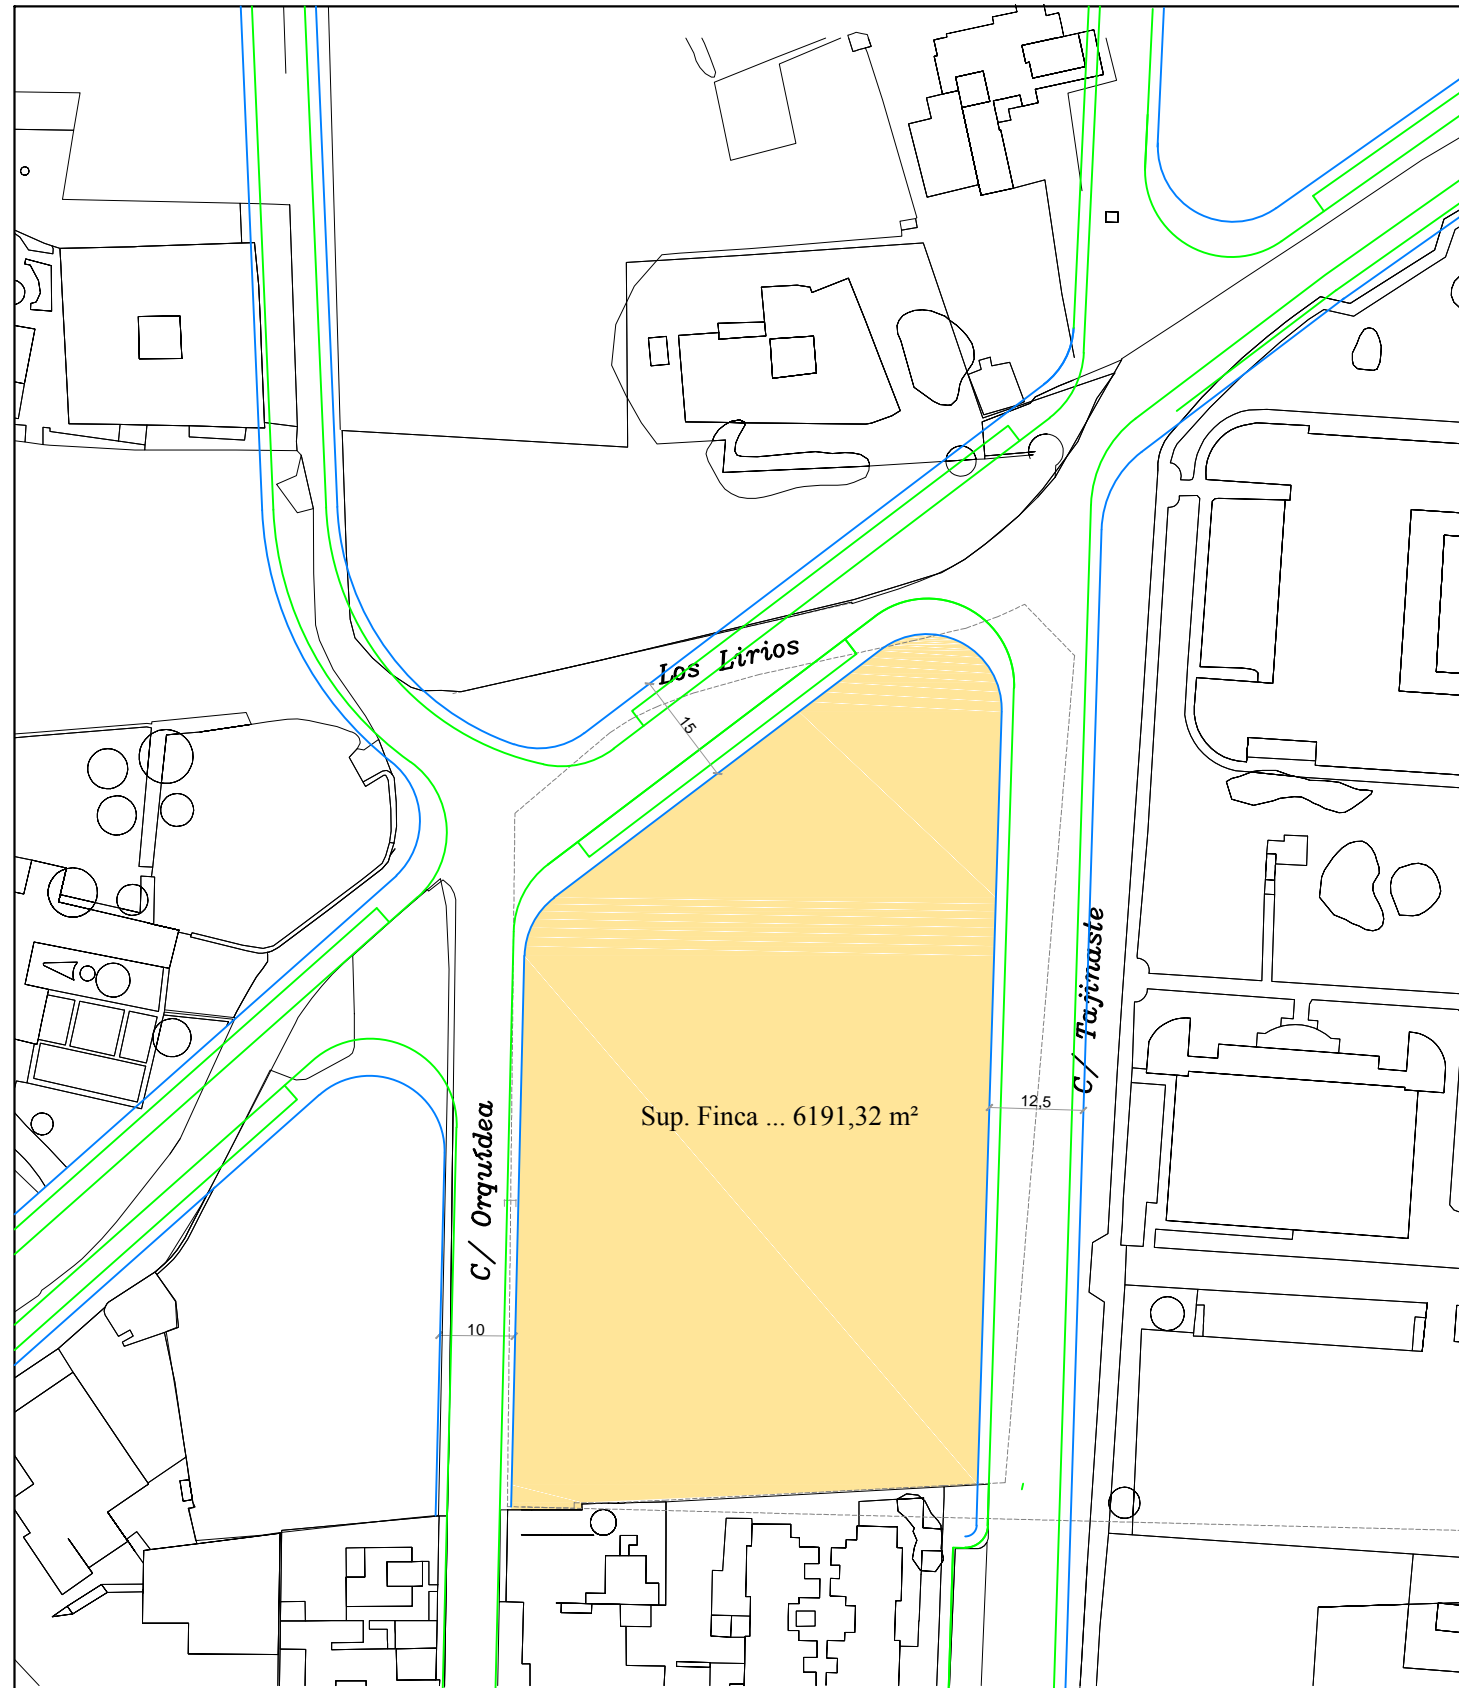 Los Lirios
15
C/ Tajinaste
12,5
Sup. Finca ... 6191,32 m²
C/ Orquídea
10